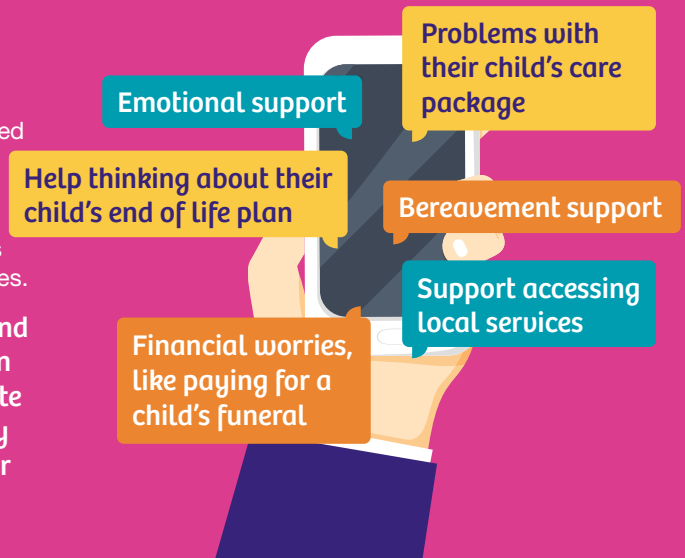 Emotional support
Problems with
their child's care
package
Help thinking about their
child's end of life plan
Bereavement support
Support accessing
local services
Financial worries,
like paying for a
child's funeral